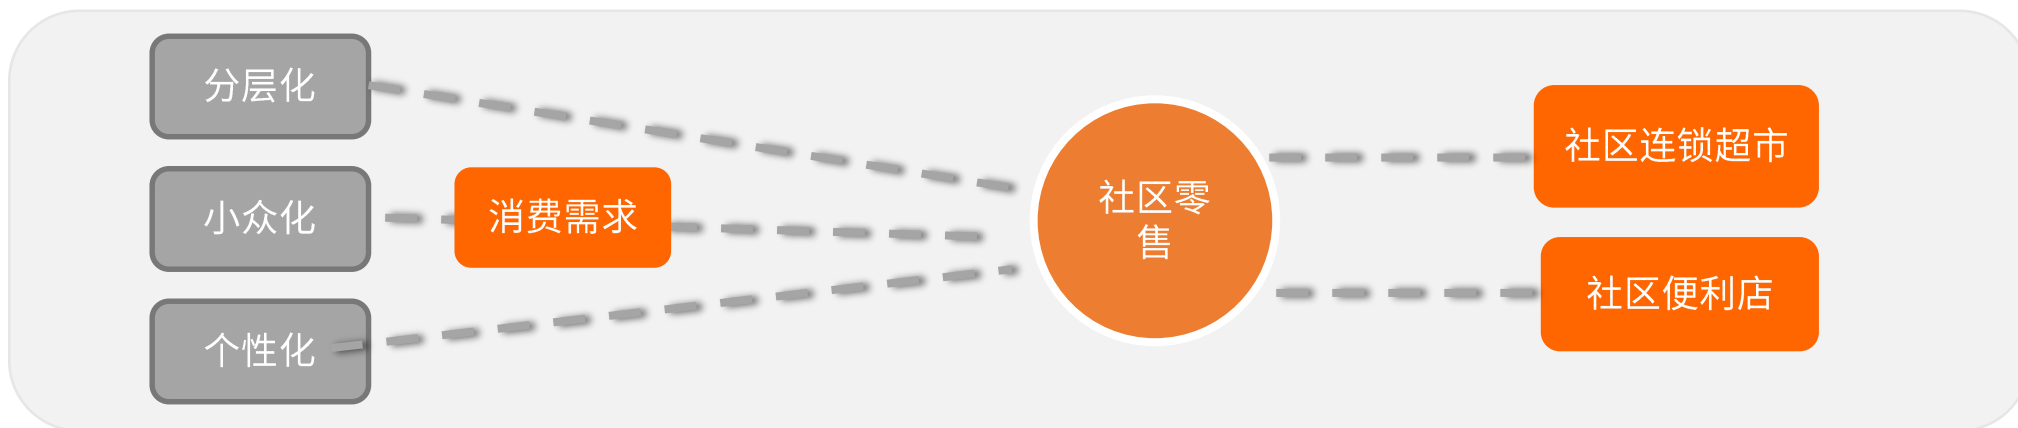 分层化
小众化
个性化
消费需求
社区零
售
社区连锁超市
社区便利店